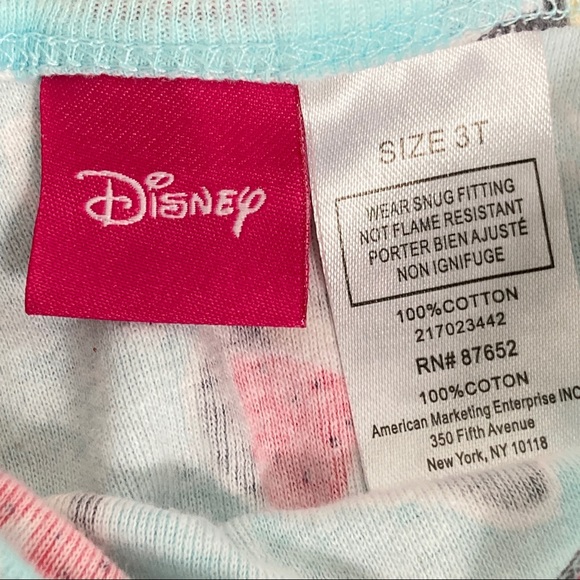 Disney
SIZE 3T
WEAR SNUG FITTING
NOT FLAME RESISTANT
PORTER BIEN AJUSTÉ
NON IGNIFUGE
100%COTTON
217023442
RN# 87652
100%COTON
American Marketing Enterprise INC
350 Fifth Avenue
New York, NY 10118